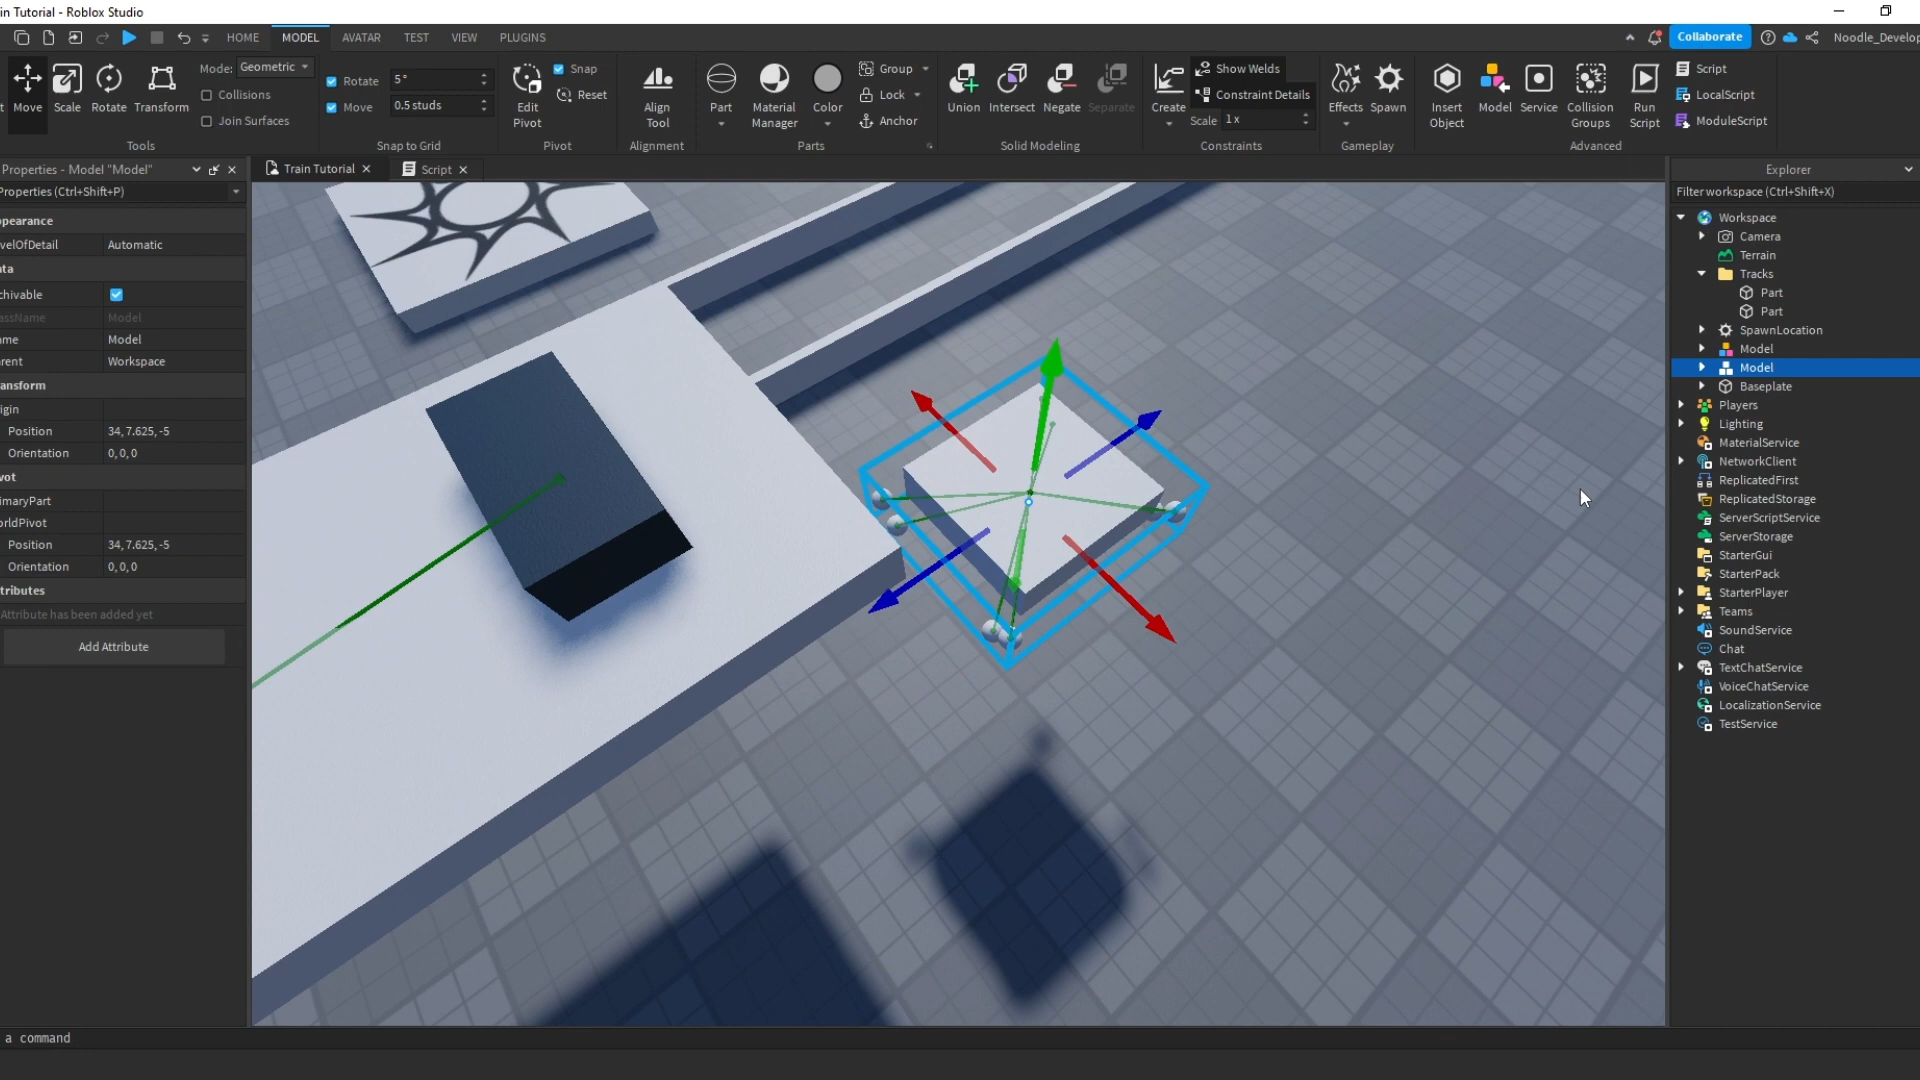 in Tutorial - Roblox Studio
HOME MODEL AVATAR TEST VIEW PLUGINS
Collaborate
Noodle_Develop
Move Scale Rotate Transform
Mode: Geometric
Collisions
Join Surfaces
Tools
Rotate 5°
Move 0.5 studs
Snap to Grid
Edit Pivot
Snap
Reset
Pivot
Align Tool
Alignment
Part
Material Manager
Color
Group
Lock
Anchor
Parts
Union Intersect Negate Separate
Solid Modeling
Create
Show Welds
Constraint Details
Scale 1 x
Constraints
Effects Spawn
Gameplay
Insert Object
Model
Service
Collision Groups
Run Script
Script
LocalScript
ModuleScript
Advanced
Properties - Model "Model"
Properties (Ctrl+Shift+P)
ppearance
velOfDetail Automatic
ata
chivable
assName Model
ame Model
arent Workspace
ansform
igin
Position 34, 7.625, -5
Orientation 0, 0, 0
vot
imaryPart
orldPivot
Position 34, 7.625, -5
Orientation 0, 0, 0
tributes
Attribute has been added yet
Add Attribute
Train Tutorial
Script
Explorer
Filter workspace (Ctrl+Shift+X)
Workspace
Camera
Terrain
Tracks
Part
Part
SpawnLocation
Model
Model
Baseplate
Players
Lighting
MaterialService
NetworkClient
ReplicatedFirst
ReplicatedStorage
ServerScriptService
ServerStorage
StarterGui
StarterPack
StarterPlayer
Teams
SoundService
Chat
TextChatService
VoiceChatService
LocalizationService
TestService
a command